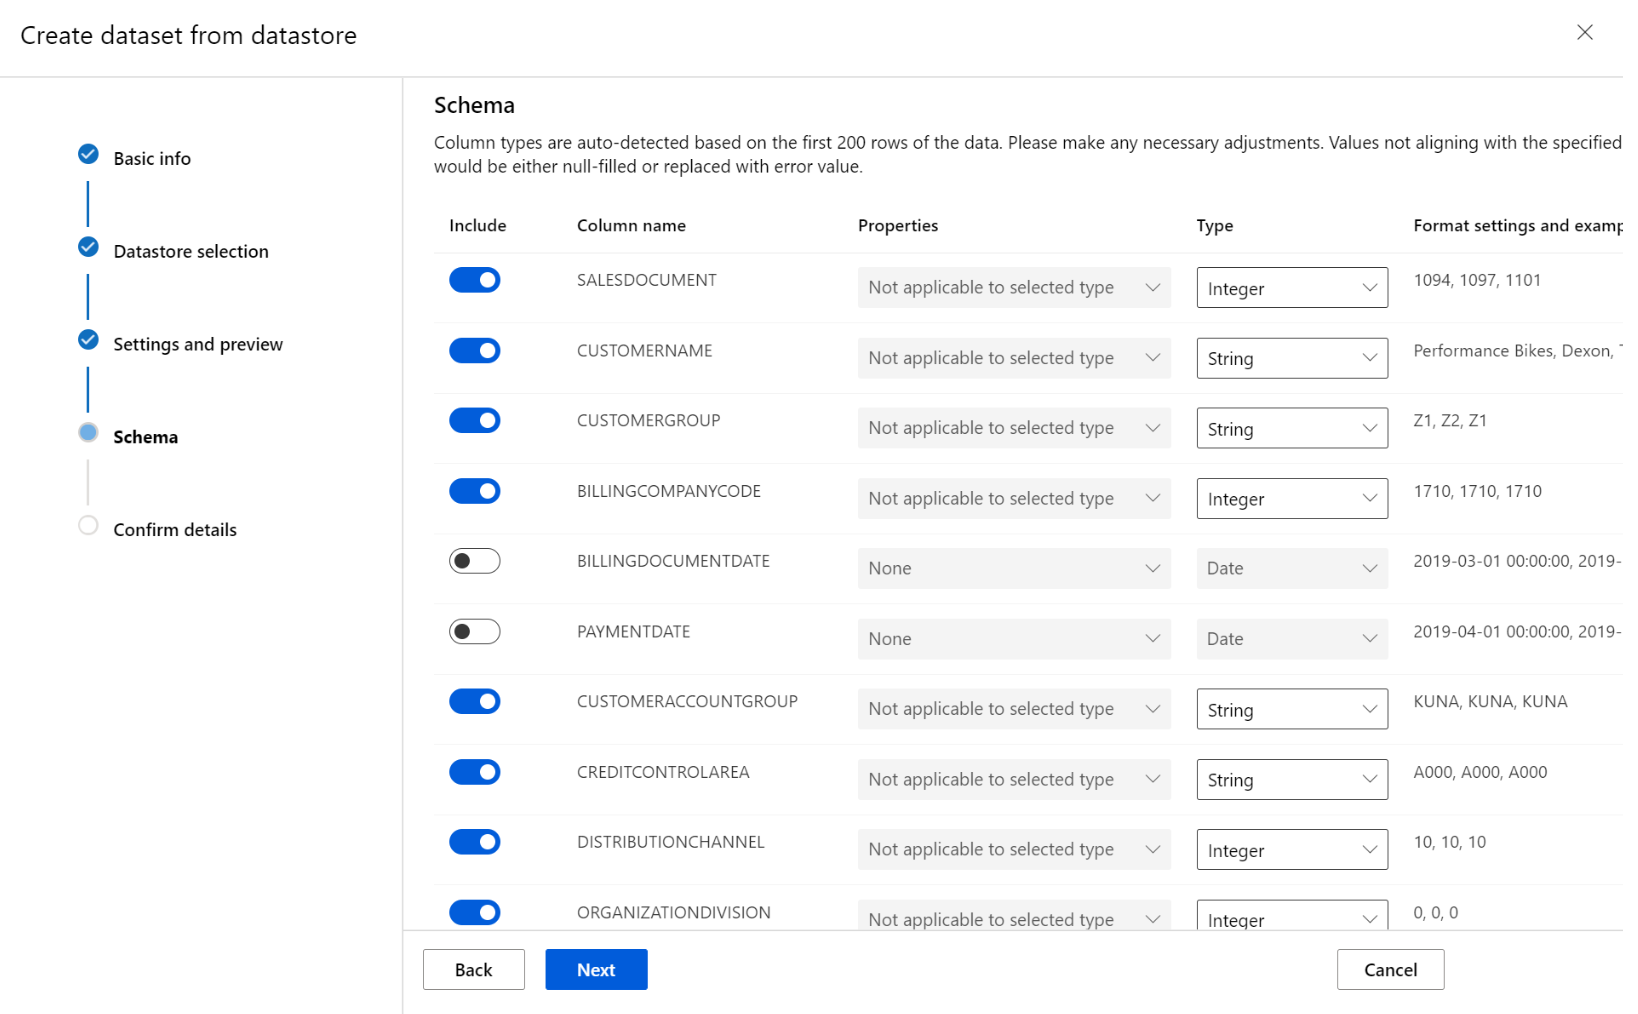 Create dataset from datastore
Basic info
Datastore selection
Settings and preview
Schema
Confirm details
Schema
Column types are auto-detected based on the first 200 rows of the data. Please make any necessary adjustments. Values not aligning with the specified
would be either null-filled or replaced with error value.
Include Column name Properties Type Format settings and examp
SALESDOCUMENT Not applicable to selected type Integer 1094, 1097, 1101
CUSTOMERNAME Not applicable to selected type String Performance Bikes, Dexon,
CUSTOMERGROUP Not applicable to selected type String Z1, Z2, Z1
BILLINGCOMPANYCODE Not applicable to selected type Integer 1710, 1710, 1710
BILLINGDOCUMENTDATE None Date 2019-03-01 00:00:00, 2019-
PAYMENTDATE None Date 2019-04-01 00:00:00, 2019-
CUSTOMERACCOUNTGROUP Not applicable to selected type String KUNA, KUNA, KUNA
CREDITCONTROLAREA Not applicable to selected type String A000, A000, A000
DISTRIBUTIONCHANNEL Not applicable to selected type Integer 10, 10, 10
ORGANIZATIONDIVISION Not applicable to selected type Integer 0, 0, 0
Back Next Cancel